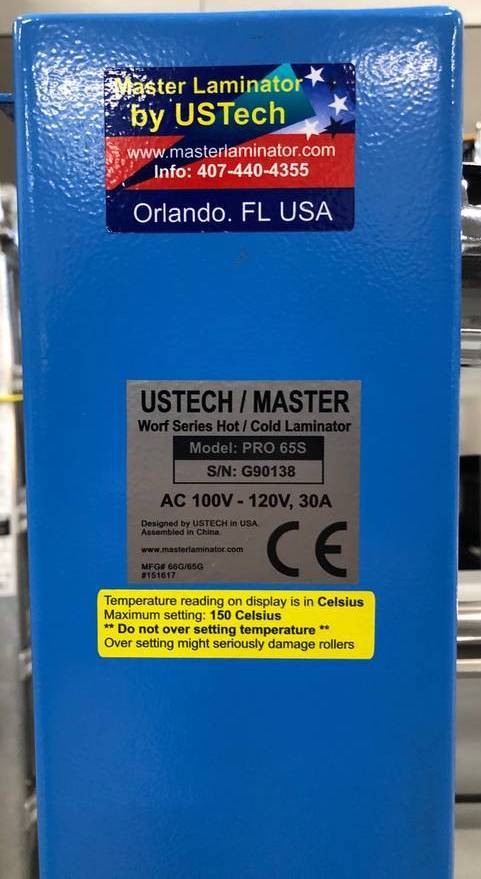 Master Laminator
by USTech
www.masterlaminator.com
Info: 407-440-4355
Orlando. FL USA
USTECH / MASTER
Worf Series Hot / Cold Laminator
Model: PRO 65S
S/N: G90138
AC 100V - 120V, 30A
Designed by USTECH in USA.
Assembled in China.
www.masterlaminator.com
MFG# 66G/65G
#151617
CE
Temperature reading on display is in Celsius
Maximum setting: 150 Celsius
** Do not over setting temperature **
Over setting might seriously damage rollers